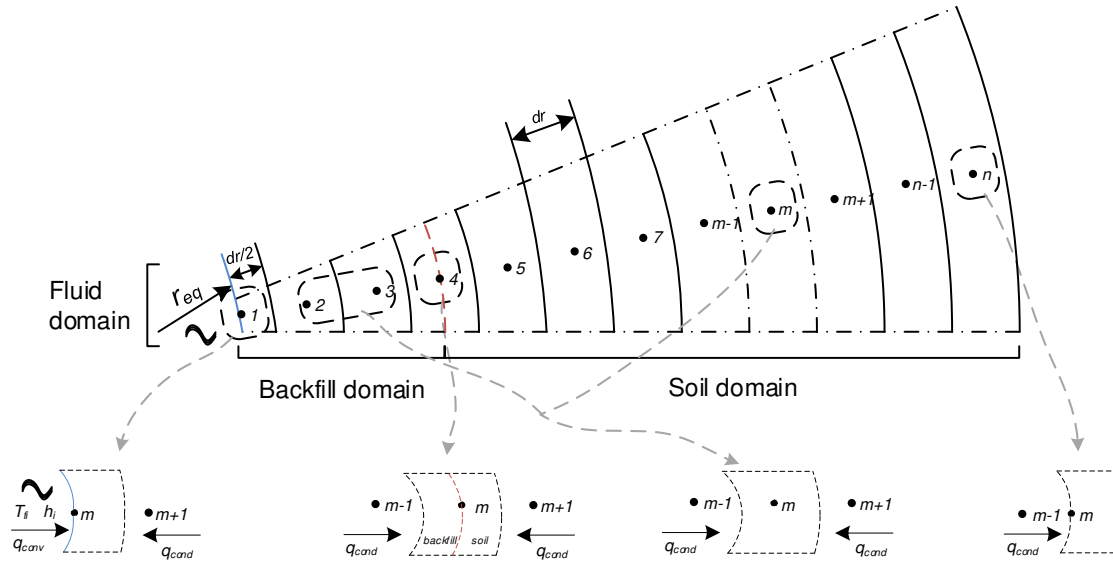 dr
n
n-1
m+1
m
m-1
7
6
5
dr/2
4
3
2
1
r_eq
Fluid
domain
Backfill domain
Soil domain
T_fi h_i
m
m+1
q_conv
q_cond
m-1
m
m+1
backfill
soil
q_cond
q_cond
m-1
m
m+1
q_cond
q_cond
m-1
m
q_cond